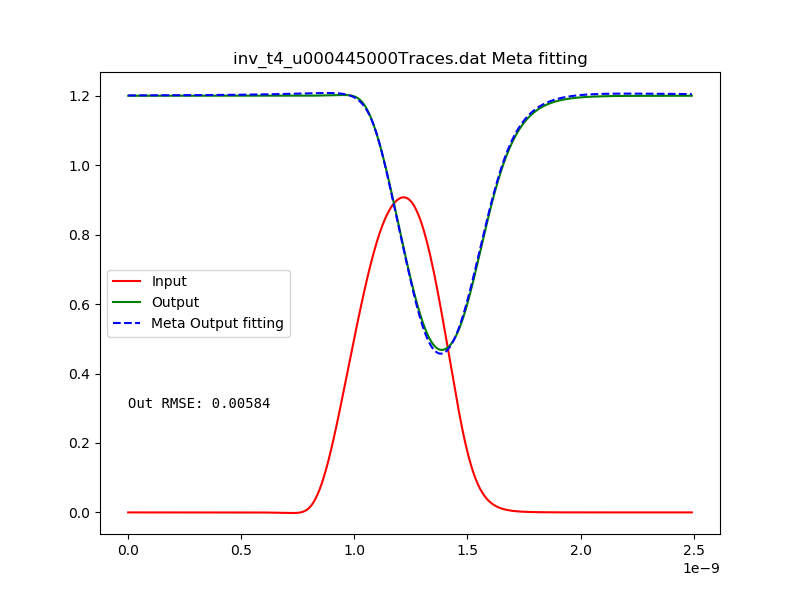 inv_t4_u000445000Traces.dat Meta fitting
1.2
1.0
0.8
0.6
0.4
0.2
0.0
Input
Output
Meta Output fitting
Out RMSE: 0.00584
0.0 0.5 1.0 1.5 2.0 2.5
1e−9